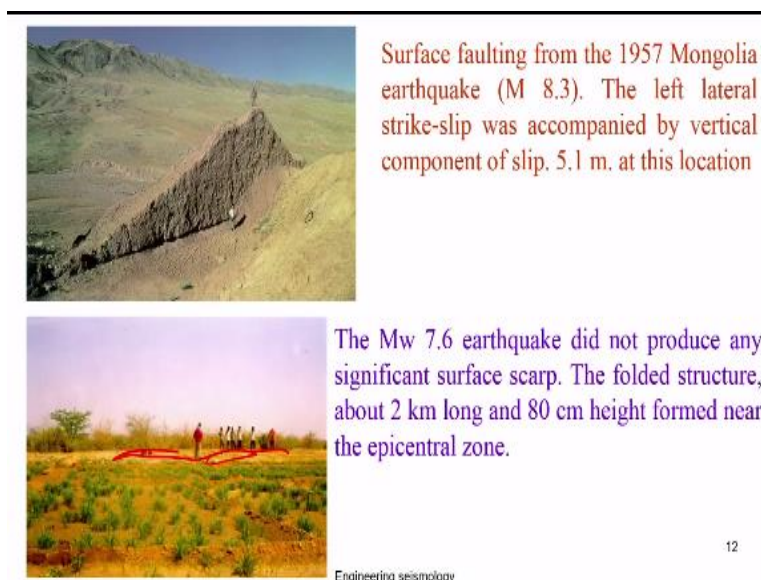 Surface faulting from the 1957 Mongolia
earthquake (M 8.3). The left lateral
strike-slip was accompanied by vertical
component of slip. 5.1 m. at this location
The Mw 7.6 earthquake did not produce any
significant surface scarp. The folded structure,
about 2 km long and 80 cm height formed near
the epicentral zone.
12
Engineering seismology